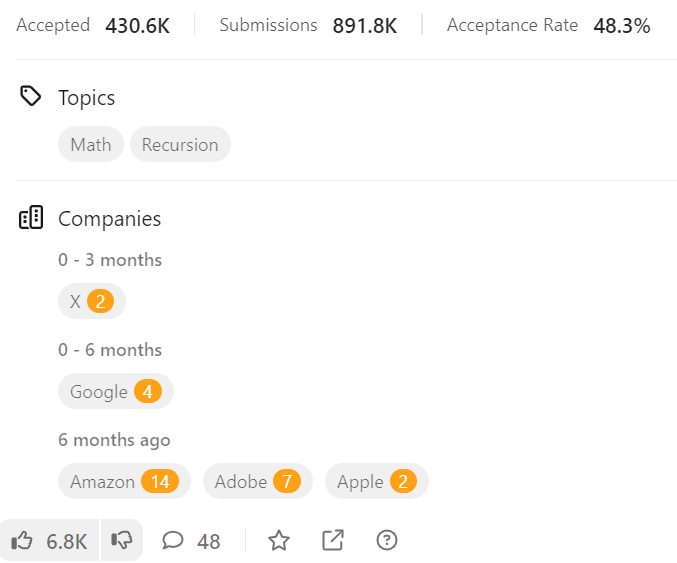 Accepted 430.6K Submissions 891.8K Acceptance Rate 48.3%
Topics
Math Recursion
Companies
0 - 3 months
X 2
0 - 6 months
Google 4
6 months ago
Amazon 14 Adobe 7 Apple 2
6.8K 48